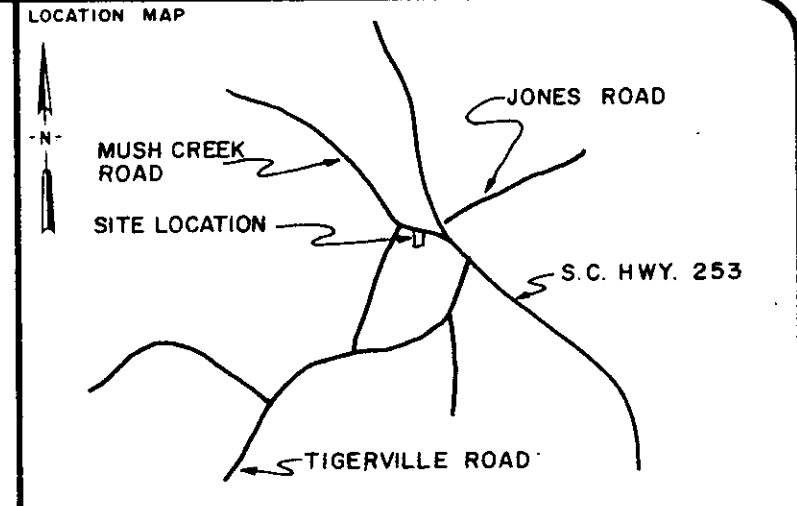 LOCATION MAP
JONES ROAD
-N-
MUSH CREEK
ROAD
SITE LOCATION
S.C. HWY. 253
TIGERVILLE ROAD